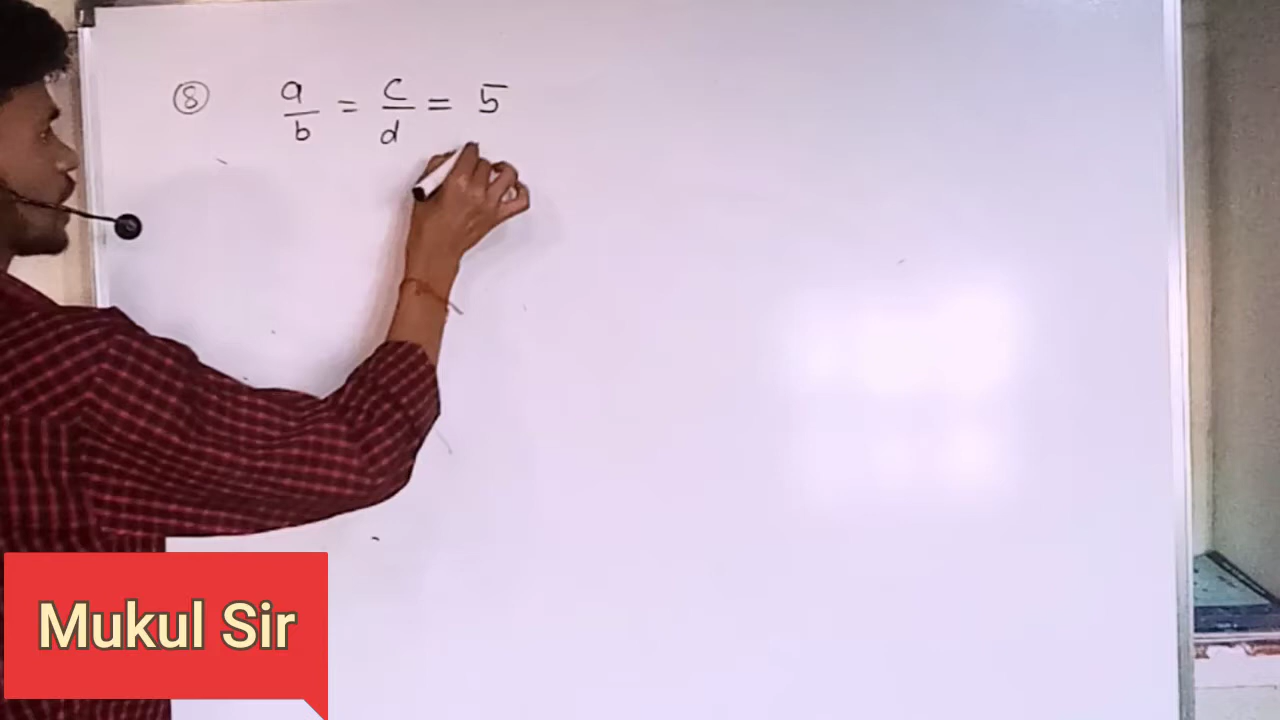 ⑧ a/b = c/d = 5
Mukul Sir